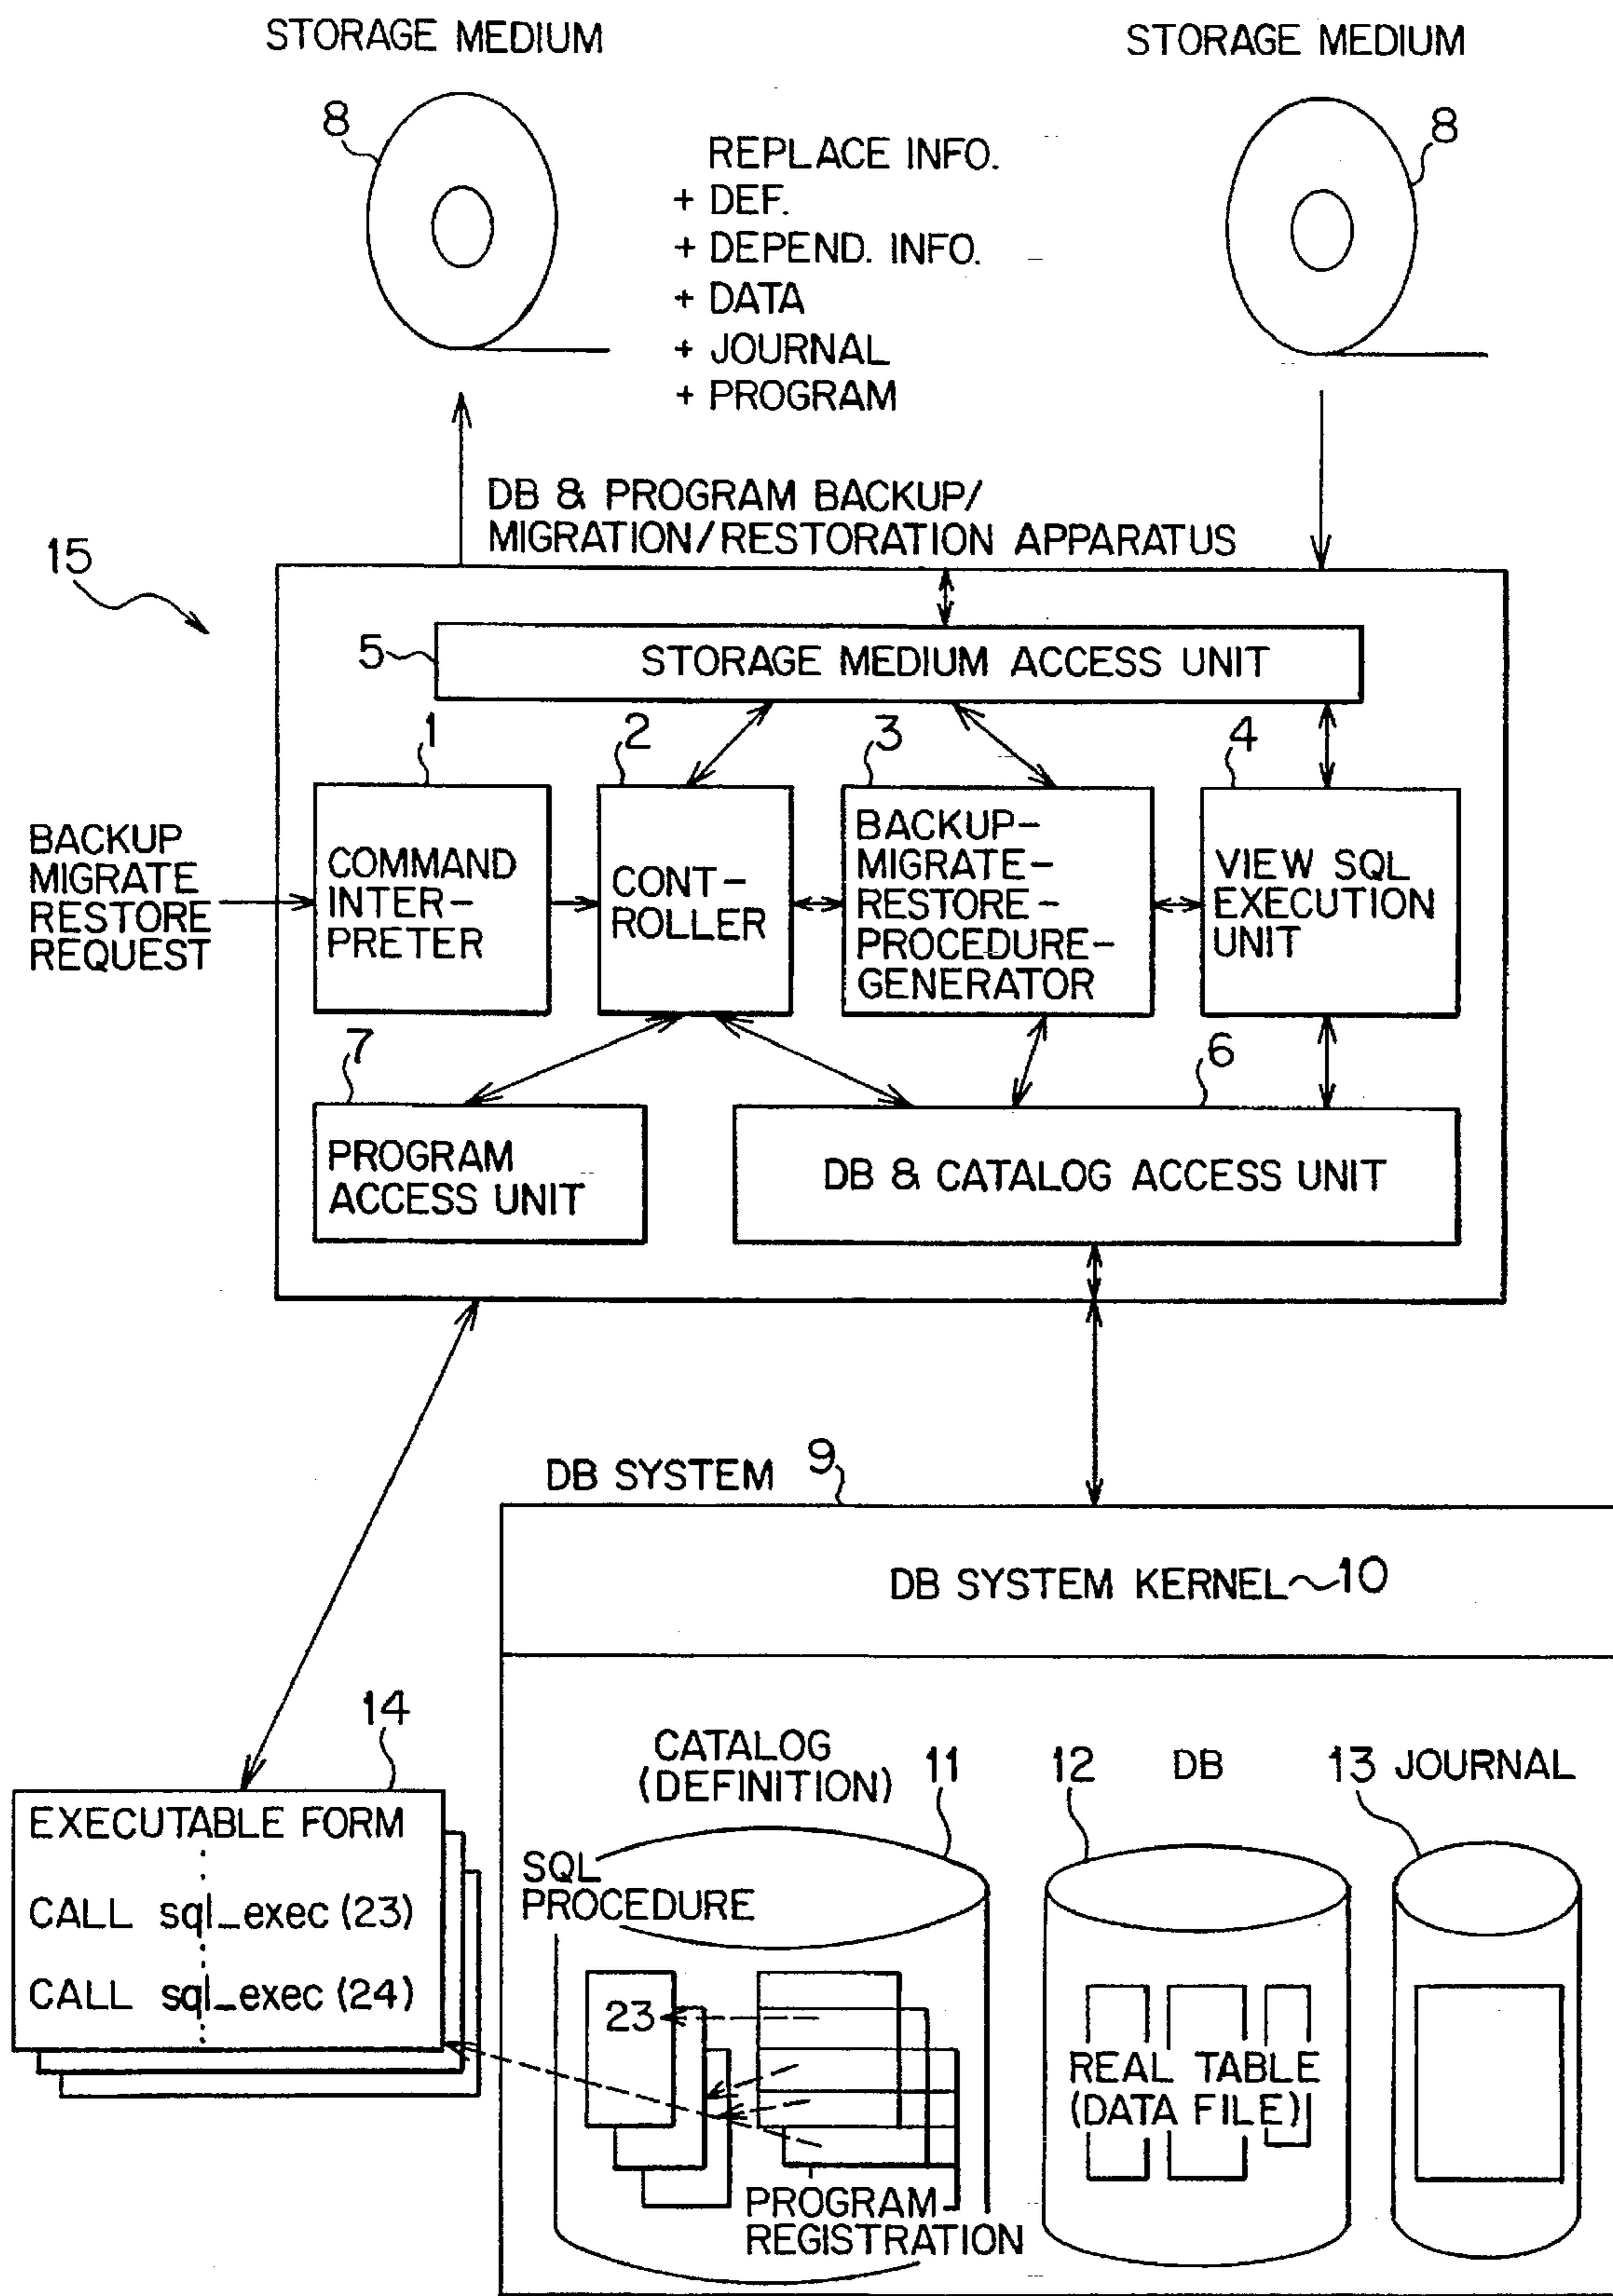 STORAGE MEDIUM
STORAGE MEDIUM
8
8
REPLACE INFO.
+ DEF.
+ DEPEND. INFO.
+ DATA
+ JOURNAL
+ PROGRAM
DB & PROGRAM BACKUP/
MIGRATION/RESTORATION APPARATUS
15
5
STORAGE MEDIUM ACCESS UNIT
1
2
3
4
BACKUP
MIGRATE
RESTORE
REQUEST
COMMAND
INTER-
PRETER
CONT-
ROLLER
BACKUP-
MIGRATE-
RESTORE-
PROCEDURE-
GENERATOR
VIEW SQL
EXECUTION
UNIT
7
6
PROGRAM
ACCESS UNIT
DB & CATALOG ACCESS UNIT
DB SYSTEM
9
DB SYSTEM KERNEL
10
14
EXECUTABLE FORM
CALL sql_exec (23)
CALL sql_exec (24)
CATALOG
(DEFINITION)
11
12
DB
13
JOURNAL
SQL
PROCEDURE
23
REAL TABLE
(DATA FILE)
PROGRAM
REGISTRATION